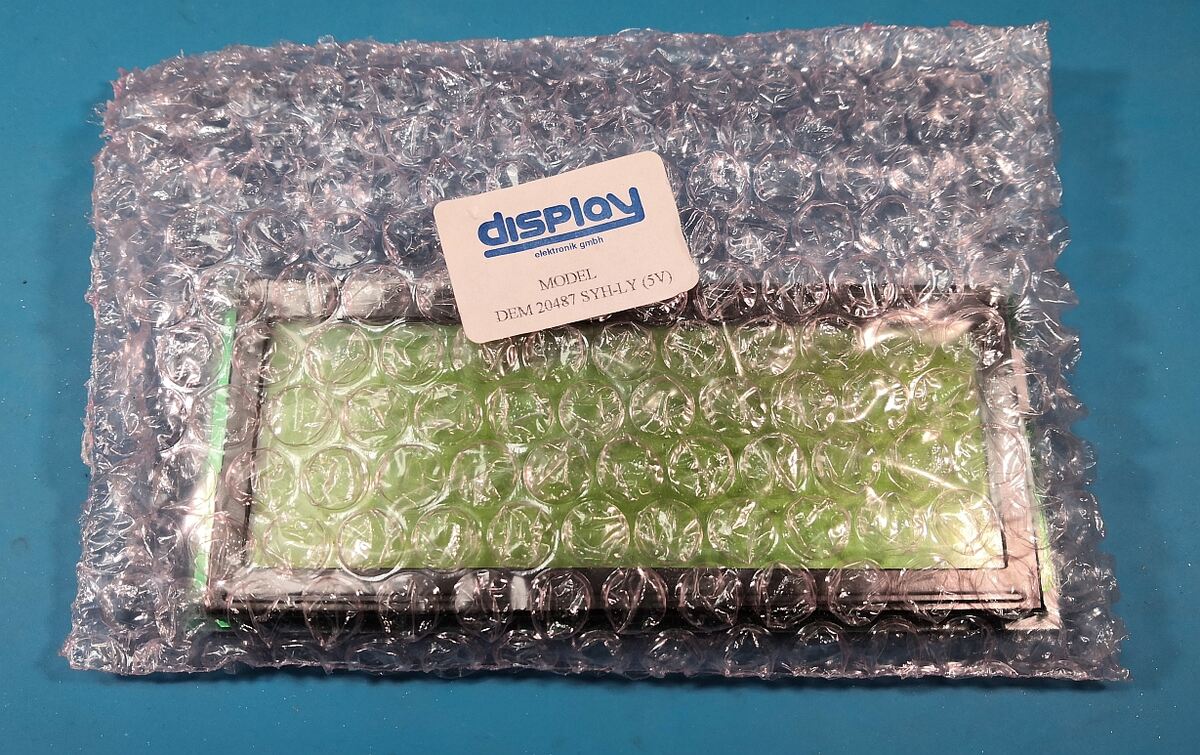 display
elektronik gmbh
MODEL
DEM 20487 SYH-LY (5V)